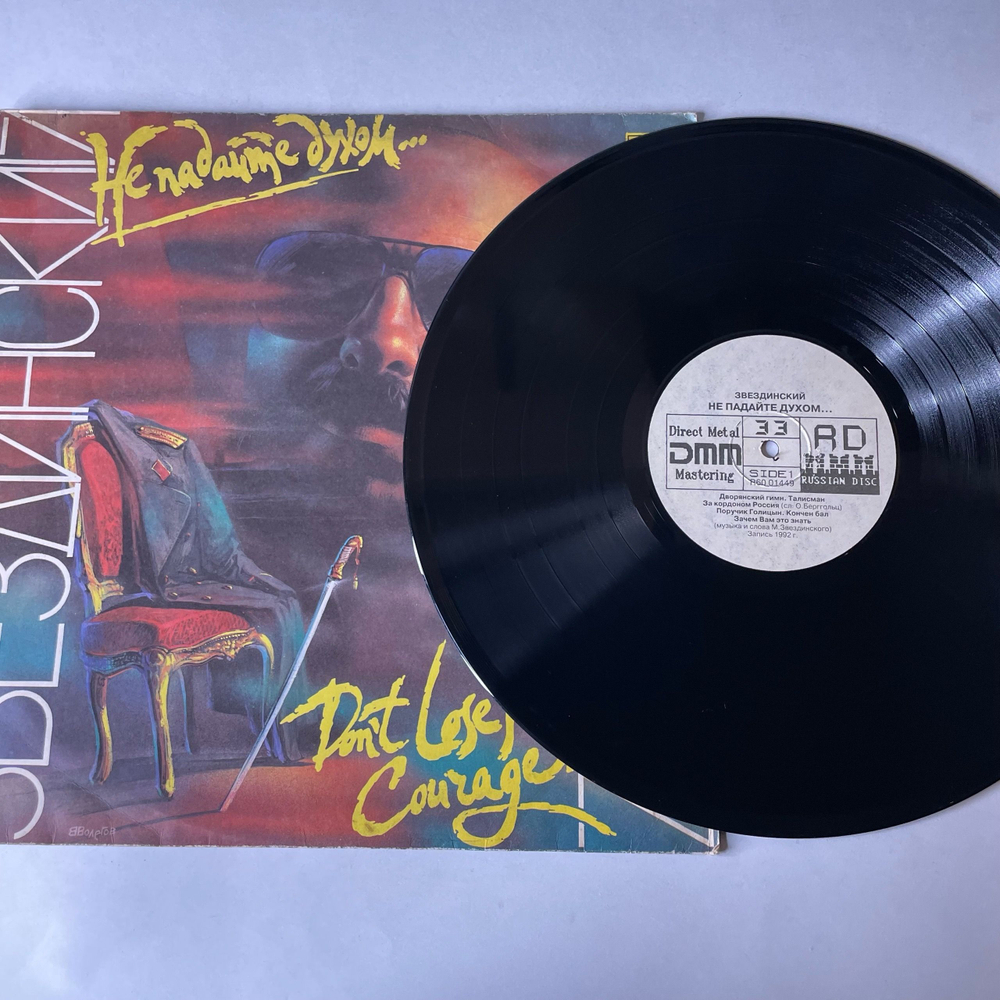 Не падайте духом...
ЗВЕЗДИНСКИЙ
Don't Lose
Courage
ЗВЕЗДИНСКИЙ
НЕ ПАДАЙТЕ ДУХОМ...
Direct Metal
DMM
Mastering
33
SIDE 1
R60 01449
RD
RUSSIAN DISC
Дворянский гимн. Талисман
За кордоном Россия (сл. О.Берггольц)
Поручик Голицын. Кончен бал
Зачем Вам это знать
(музыка и слова М.Звездинского)
Запись 1992 г.